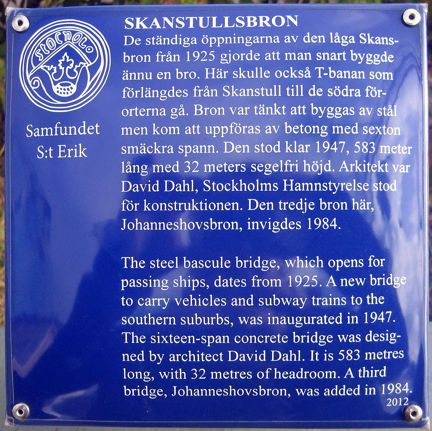 SKANSTULLSBRON
De ständiga öppningarna av den låga Skans-
bron från 1925 gjorde att man snart byggde
ännu en bro. Här skulle också T-banan som
förlängdes från Skanstull till de södra för-
orterna gå. Bron var tänkt att byggas av stål
men kom att uppföras av betong med sexton
smäckra spann. Den stod klar 1947, 583 meter
lång med 32 meters segelfri höjd. Arkitekt var
David Dahl, Stockholms Hamnstyrelse stod
för konstruktionen. Den tredje bron här,
Johanneshovsbron, invigdes 1984.
The steel bascule bridge, which opens for
passing ships, dates from 1925. A new bridge
to carry vehicles and subway trains to the
southern suburbs, was inaugurated in 1947.
The sixteen-span concrete bridge was desig-
ned by architect David Dahl. It is 583 metres
long, with 32 metres of headroom. A third
bridge, Johanneshovsbron, was added in 1984.
2012
STOCHOLM
Samfundet
S:t Erik